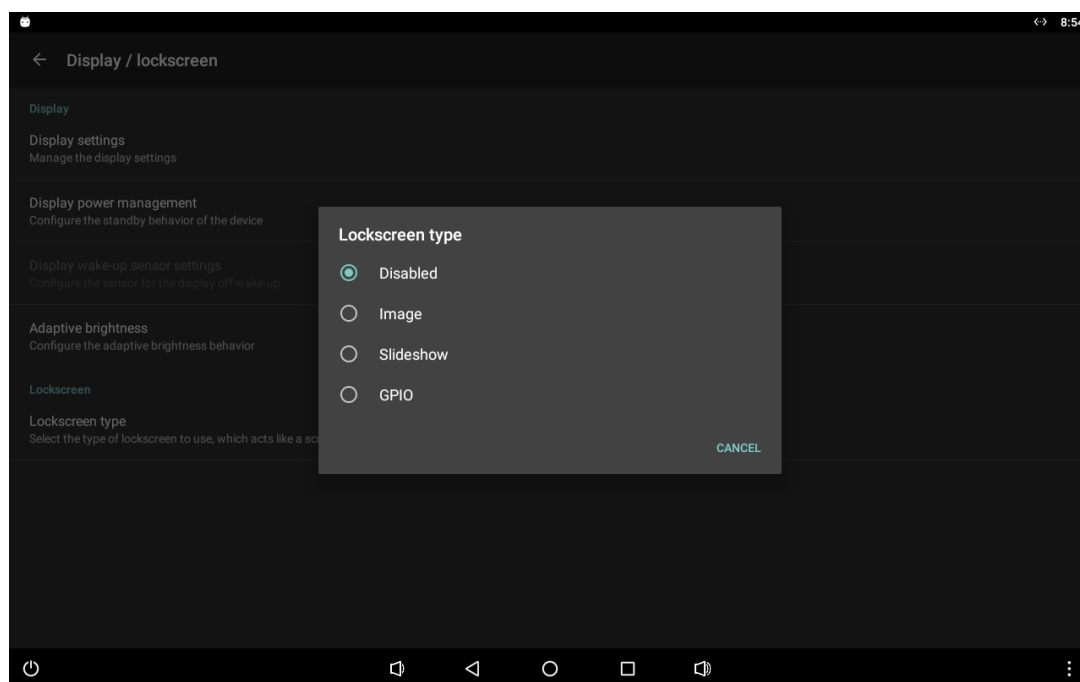 8:54
Display / lockscreen
Display
Display settings
Manage the display settings
Display power management
Configure the standby behavior of the device
Display wake-up sensor settings
Configure the sensor for the display off wake-up
Adaptive brightness
Configure the adaptive brightness behavior
Lockscreen
Lockscreen type
Select the type of lockscreen to use, which acts like a
Lockscreen type
Disabled
Image
Slideshow
GPIO
CANCEL